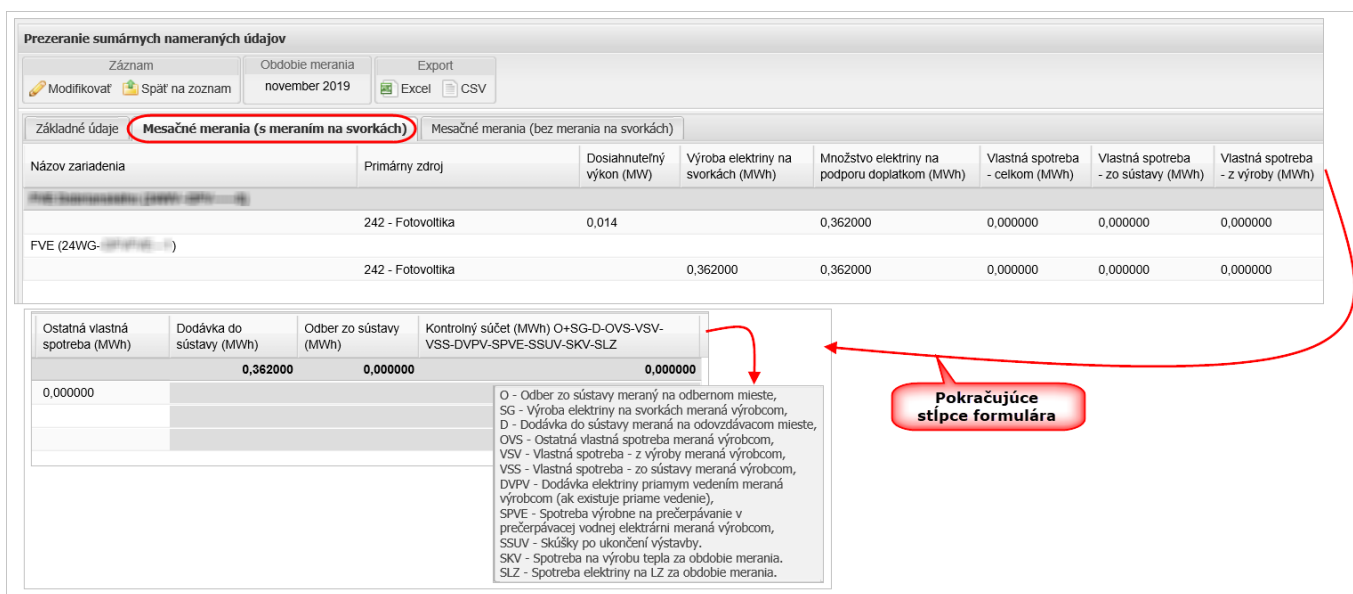 Prezeranie sumárnych nameraných údajov
Záznam
Obdobie merania
Export
Modifikovať
Späť na zoznam
november 2019
Excel
CSV
Základné údaje
Mesačné merania (s meraním na svorkách)
Mesačné merania (bez merania na svorkách)
Názov zariadenia
Primárny zdroj
Dosiahnuteľný
výkon (MW)
Výroba elektriny na
svorkách (MWh)
Množstvo elektriny na
podporu doplatkom (MWh)
Vlastná spotreba
- celkom (MWh)
Vlastná spotreba
- zo sústavy (MWh)
Vlastná spotreba
- z výroby (MWh)
242 - Fotovoltika 0,014 0,362000 0,000000 0,000000 0,000000
FVE (24WG- )
242 - Fotovoltika 0,362000 0,362000 0,000000 0,000000 0,000000
Ostatná vlastná
spotreba (MWh)
Dodávka do
sústavy (MWh)
Odber zo sústavy
(MWh)
Kontrolný súčet (MWh) O+SG-D-OVS-VSV-
VSS-DVPV-SPVE-SSUV-SKV-SLZ
0,362000 0,000000 0,000000
0,000000
O - Odber zo sústavy meraný na odbernom mieste,
SG - Výroba elektriny na svorkách meraná výrobcom,
D - Dodávka do sústavy meraná na odovzdávacom mieste,
OVS - Ostatná vlastná spotreba meraná výrobcom,
VSV - Vlastná spotreba - z výroby meraná výrobcom,
VSS - Vlastná spotreba - zo sústavy meraná výrobcom,
DVPV - Dodávka elektriny priamym vedením meraná
výrobcom (ak existuje priame vedenie),
SPVE - Spotreba výrobne na prečerpávanie v
prečerpávacej vodnej elektrárni meraná výrobcom,
SSUV - Skúšky po ukončení výstavby.
SKV - Spotreba na výrobu tepla za obdobie merania.
SLZ - Spotreba elektriny na LZ za obdobie merania.
Pokračujúce
stĺpce formulára